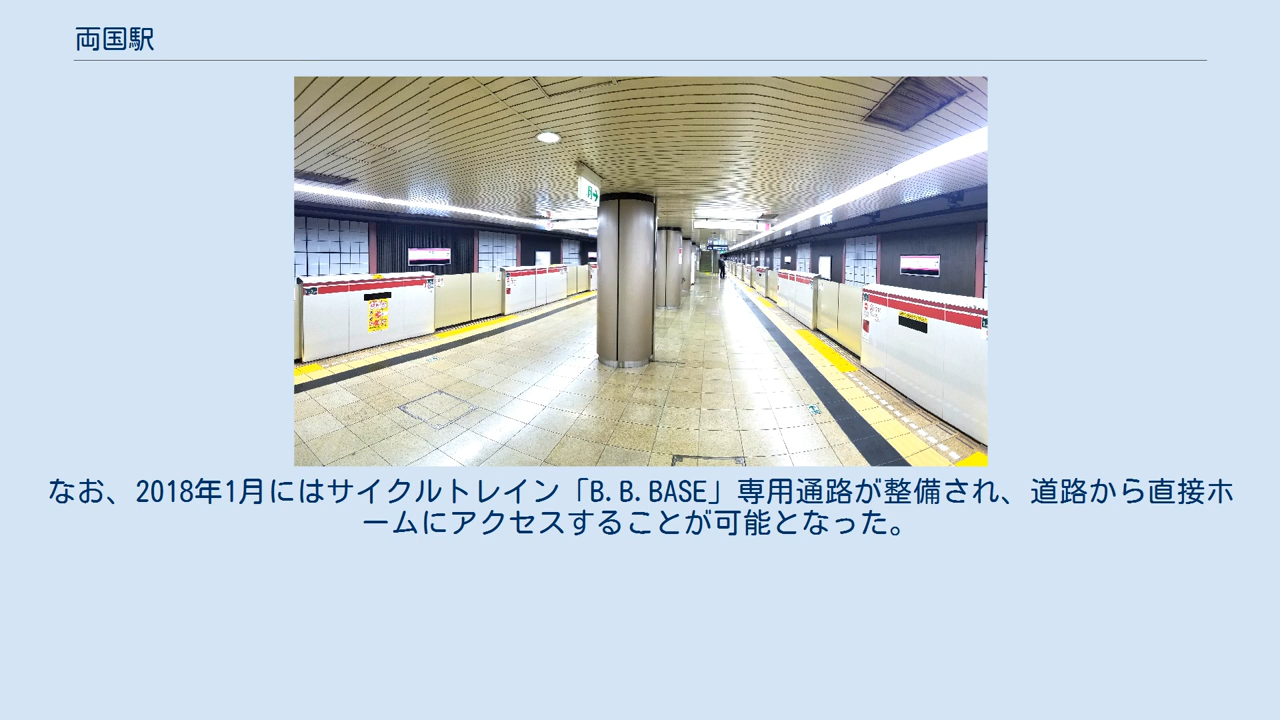 両国駅
なお、2018年1月にはサイクルトレイン「B.B.BASE」専用通路が整備され、道路から直接ホ
ームにアクセスすることが可能となった。